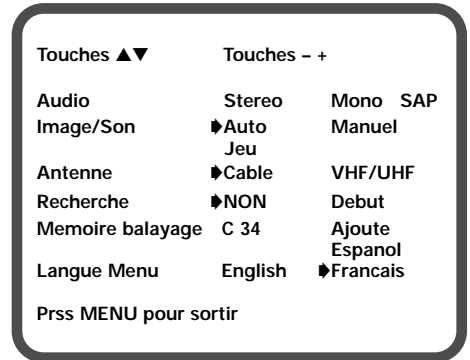 Touches ▲▼ Touches – +
Audio Stereo Mono SAP
Image/Son ➧Auto Manuel
Jeu
Antenne ➧Cable VHF/UHF
Recherche ➧NON Debut
Memoire balayage C 34 Ajoute
Espanol
Langue Menu English ➧Francais
Prss MENU pour sortir